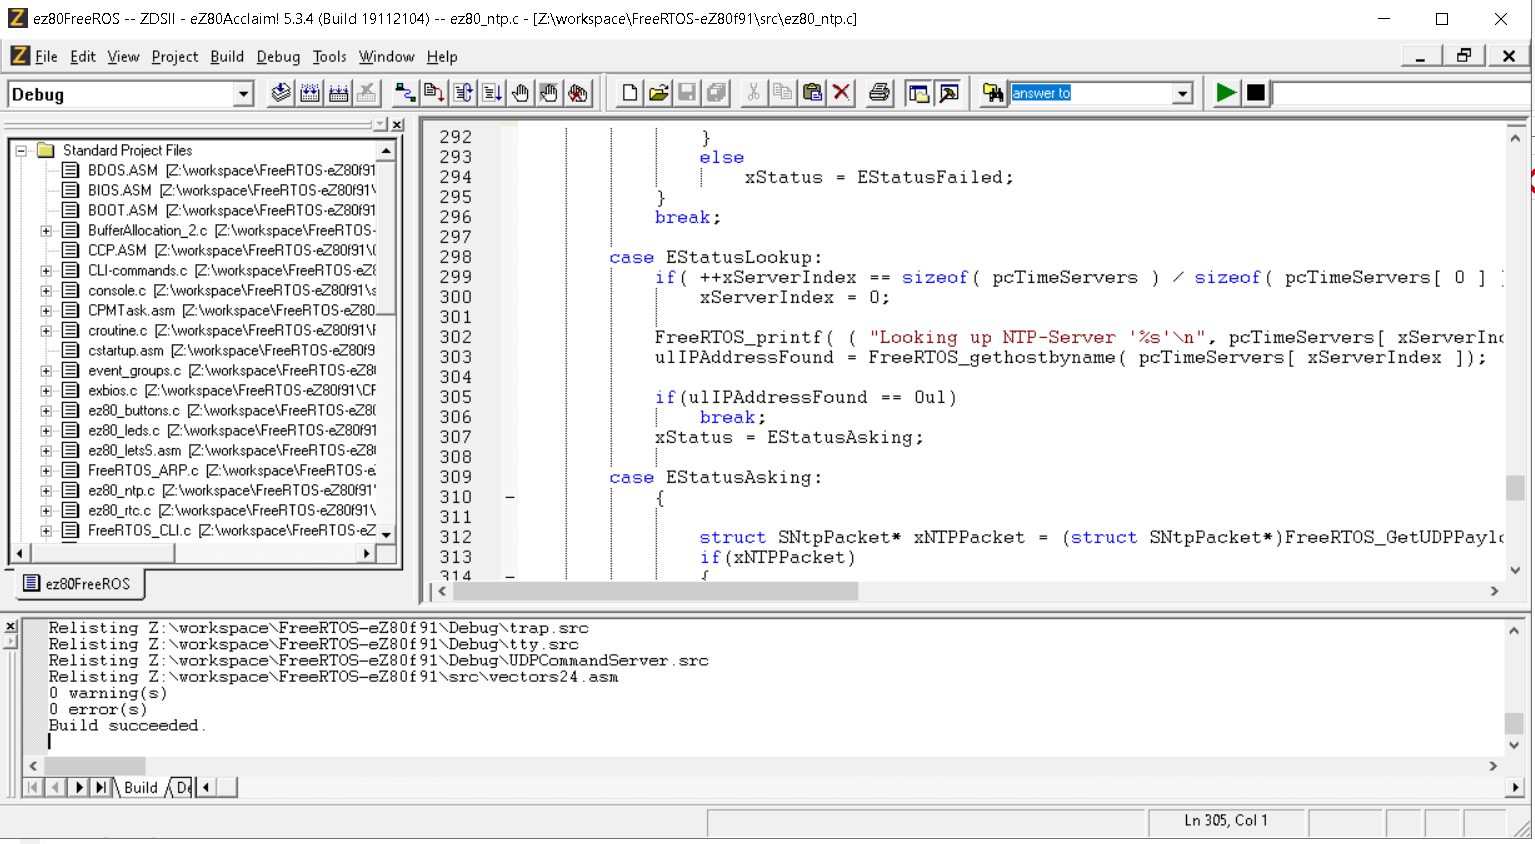 ez80FreeROS -- ZDSII - eZ80Acclaim! 5.3.4 (Build 19112104) -- ez80_ntp.c - [Z:\workspace\FreeRTOS-eZ80f91\src\ez80_ntp.c]
File Edit View Project Build Debug Tools Window Help
Debug
answer to
Standard Project Files
BDOS.ASM [Z:\workspace\FreeRTOS-eZ80f91
BIOS.ASM [Z:\workspace\FreeRTOS-eZ80f91\
BOOT.ASM [Z:\workspace\FreeRTOS-eZ80f91
BufferAllocation_2.c [Z:\workspace\FreeRTOS-
CCP.ASM [Z:\workspace\FreeRTOS-eZ80f91\(
CLI-commands.c [Z:\workspace\FreeRTOS-eZ8
console.c [Z:\workspace\FreeRTOS-eZ80f91\s
CPMTask.asm [Z:\workspace\FreeRTOS-eZ80
croutine.c [Z:\workspace\FreeRTOS-eZ80f91\F
cstartup.asm [Z:\workspace\FreeRTOS-eZ80f9
event_groups.c [Z:\workspace\FreeRTOS-eZ8
exbios.c [Z:\workspace\FreeRTOS-eZ80f91\CF
ez80_buttons.c [Z:\workspace\FreeRTOS-eZ80
ez80_leds.c [Z:\workspace\FreeRTOS-eZ80f91
ez80_letsS.asm [Z:\workspace\FreeRTOS-eZ8
FreeRTOS_ARP.c [Z:\workspace\FreeRTOS-e
ez80_ntp.c [Z:\workspace\FreeRTOS-eZ80f91'
ez80_rtc.c [Z:\workspace\FreeRTOS-eZ80f91\
FreeRTOS_CLI.c [Z:\workspace\FreeRTOS-eZ
ez80FreeROS
292 }
293 else
294 xStatus = EStatusFailed;
295 }
296 break;
297
298 case EStatusLookup:
299 if( ++xServerIndex == sizeof( pcTimeServers ) / sizeof( pcTimeServers[ 0 ] )
300 xServerIndex = 0;
301
302 FreeRTOS_printf( ( "Looking up NTP-Server '%s'\n", pcTimeServers[ xServerInd
303 ulIPAddressFound = FreeRTOS_gethostbyname( pcTimeServers[ xServerIndex ]);
304
305 if(ulIPAddressFound == 0ul)
306 break;
307 xStatus = EStatusAsking;
308
309 case EStatusAsking:
310 {
311
312 struct SNtpPacket* xNTPPacket = (struct SNtpPacket*)FreeRTOS_GetUDPPaylo
313 if(xNTPPacket)
314 {
Relisting Z:\workspace\FreeRTOS-eZ80f91\Debug\trap.src
Relisting Z:\workspace\FreeRTOS-eZ80f91\Debug\tty.src
Relisting Z:\workspace\FreeRTOS-eZ80f91\Debug\UDPCommandServer.src
Relisting Z:\workspace\FreeRTOS-eZ80f91\src\vectors24.asm
0 warning(s)
0 error(s)
Build succeeded.
Build De
Ln 305, Col 1